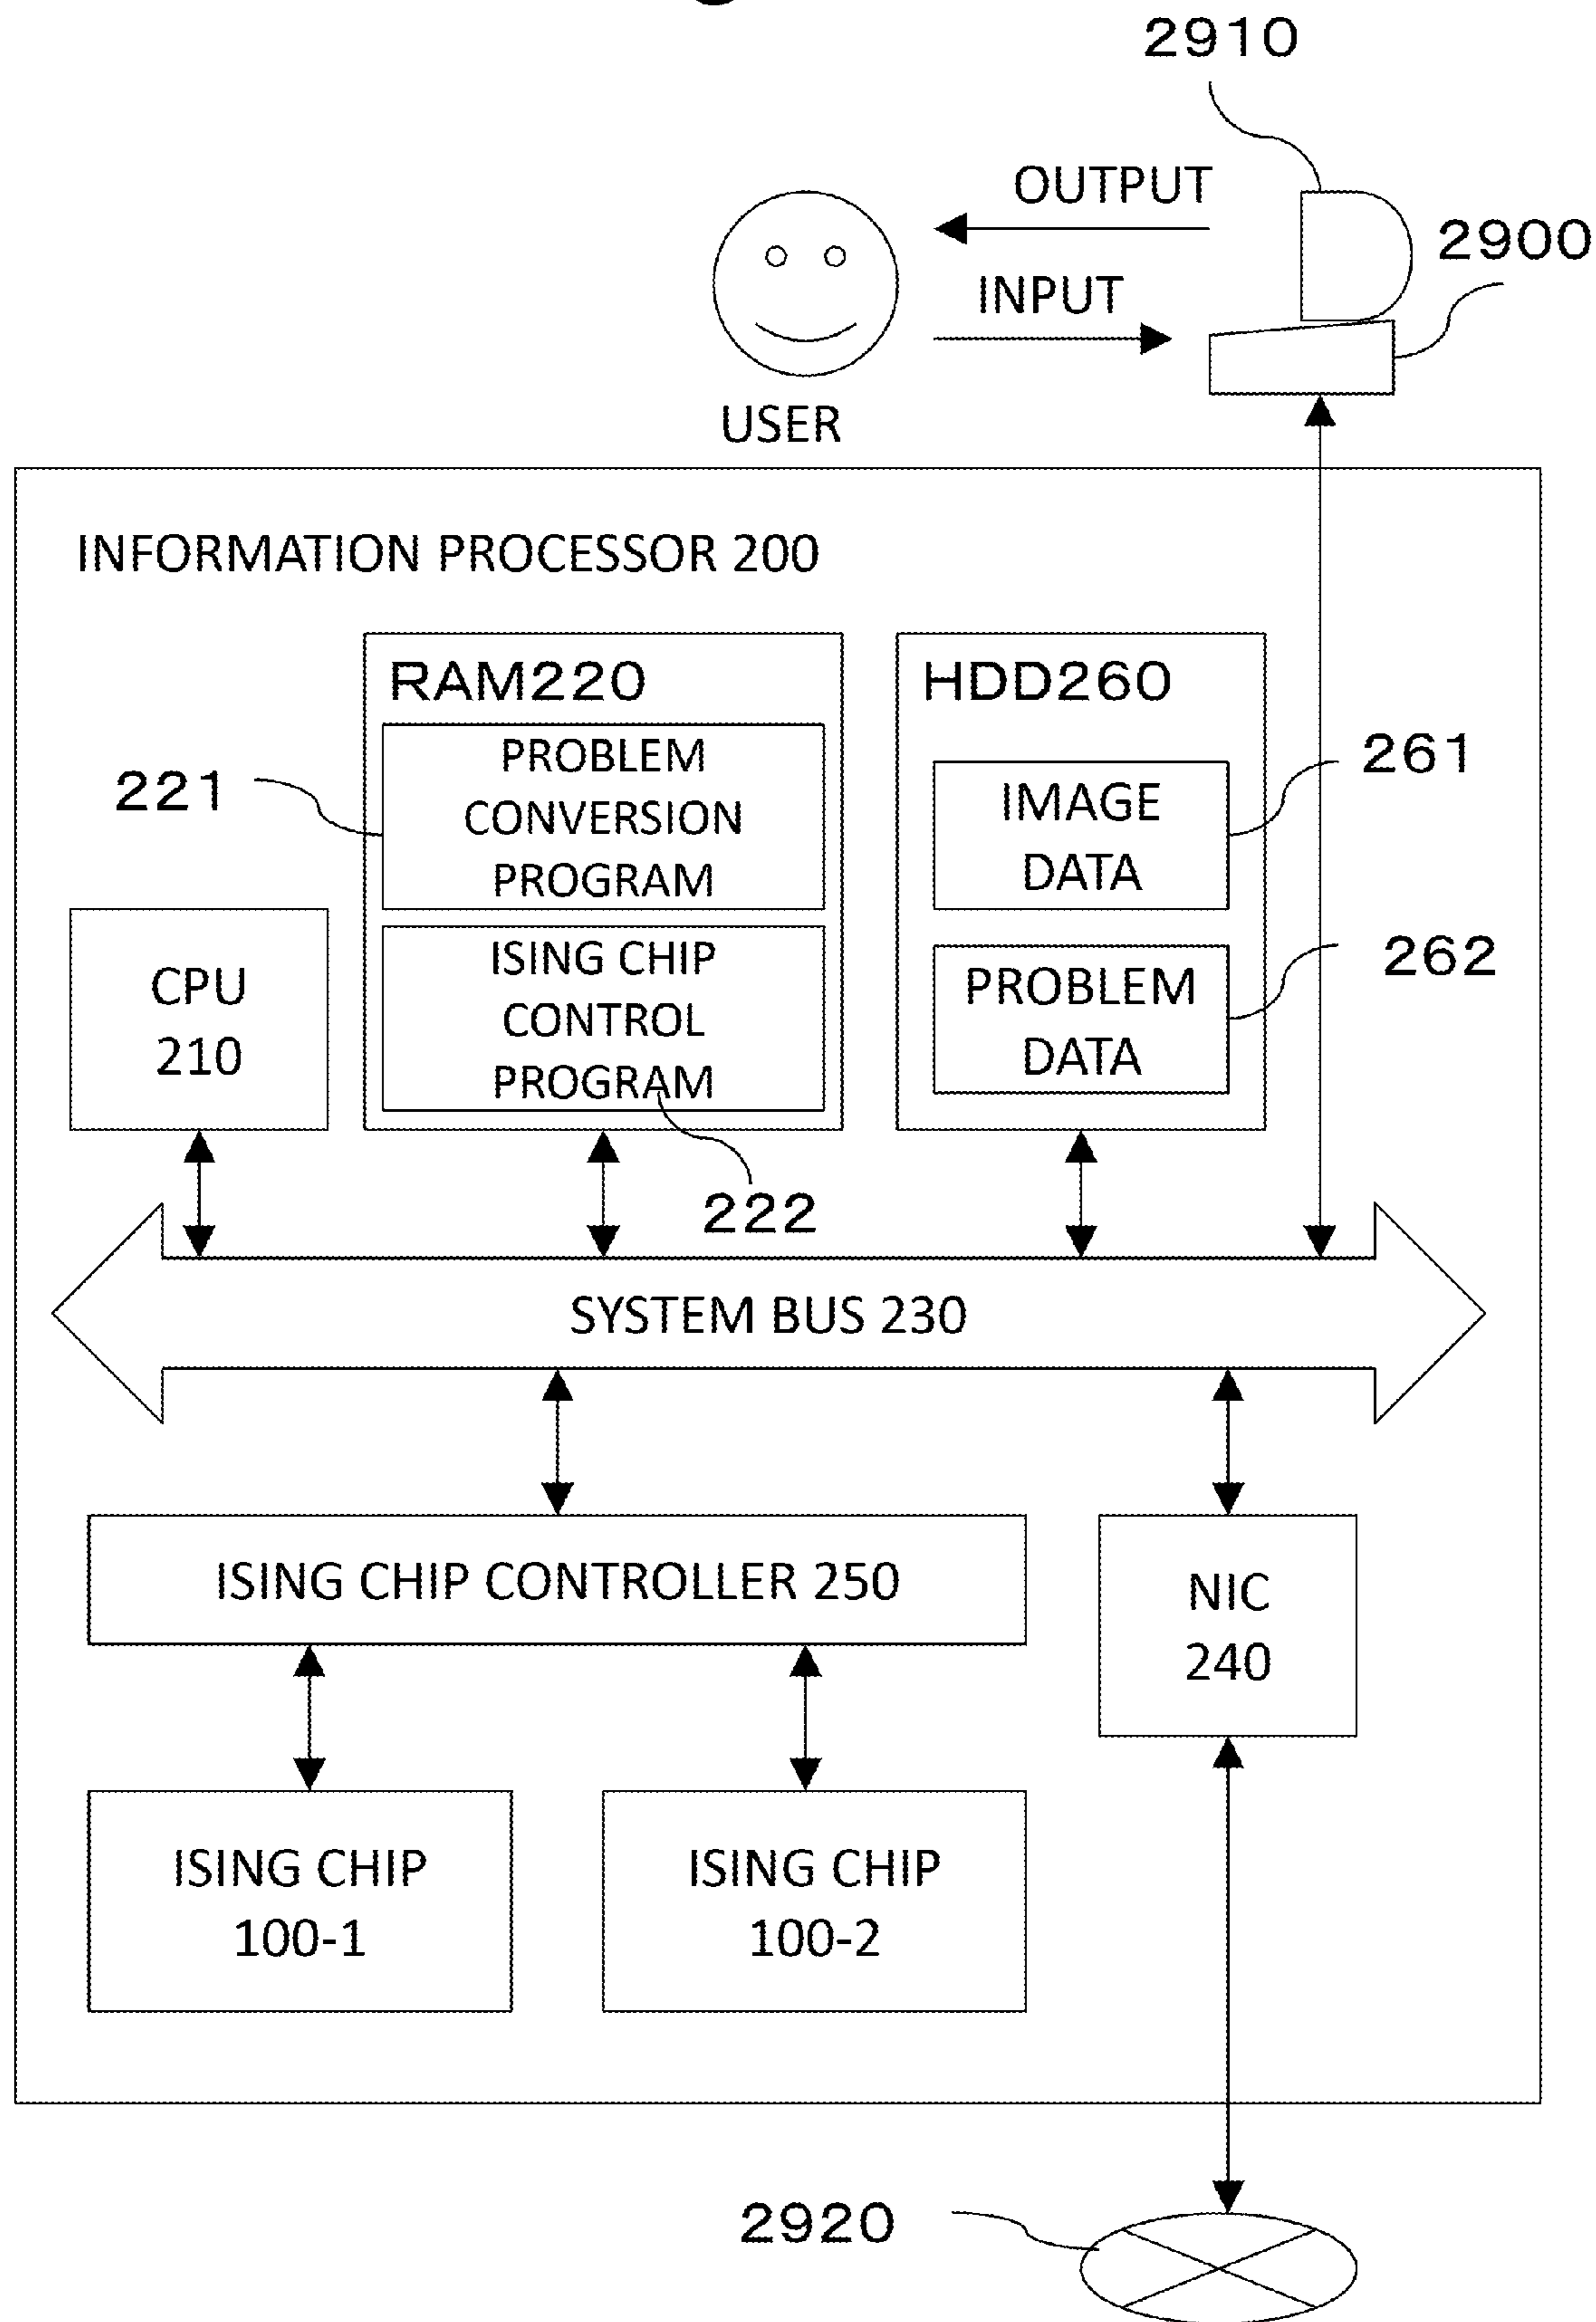 2910
OUTPUT
2900
INPUT
USER
INFORMATION PROCESSOR 200
RAM220
HDD260
PROBLEM
CONVERSION
PROGRAM
221
IMAGE
DATA
261
CPU
210
ISING CHIP
CONTROL
PROGRAM
222
PROBLEM
DATA
262
SYSTEM BUS 230
ISING CHIP CONTROLLER 250
NIC
240
ISING CHIP
100-1
ISING CHIP
100-2
2920